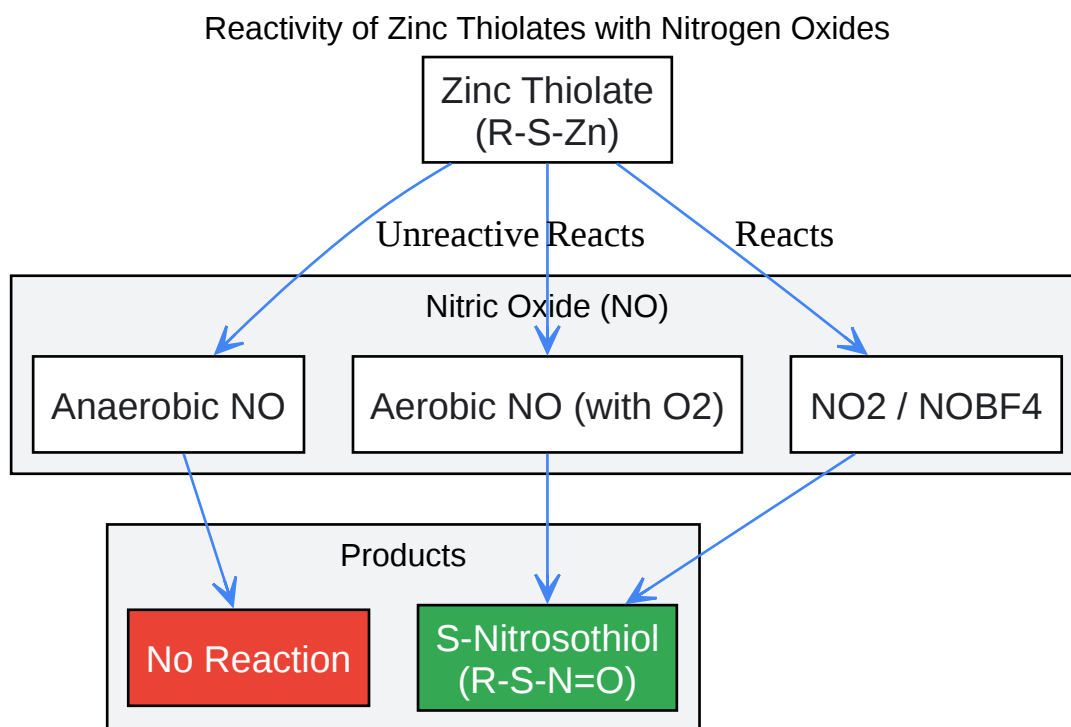 Reactivity of Zinc Thiolates with Nitrogen Oxides
Zinc Thiolate
(R-S-Zn)
Unreactive
Reacts
Reacts
Nitric Oxide (NO)
Anaerobic NO
Aerobic NO (with O2)
NO2 / NOBF4
Products
No Reaction
S-Nitrosothiol
(R-S-N=O)